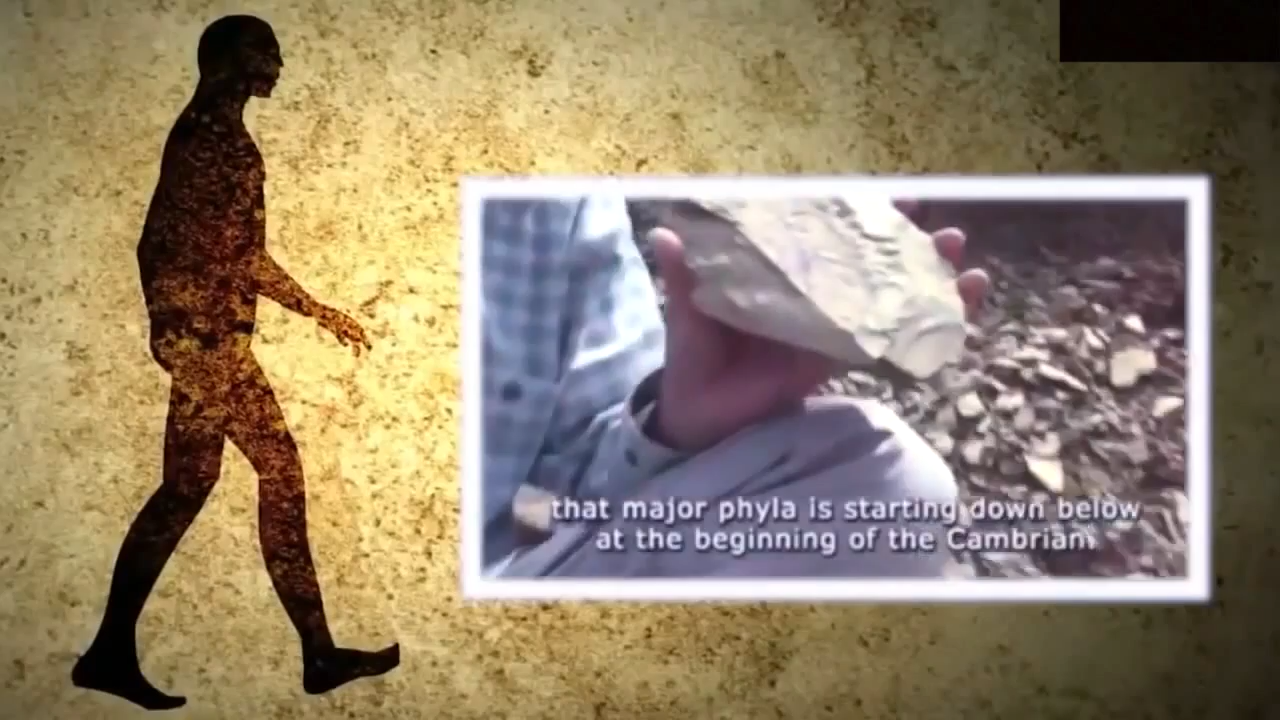 that major phyla is starting down below
at the beginning of the Cambrian